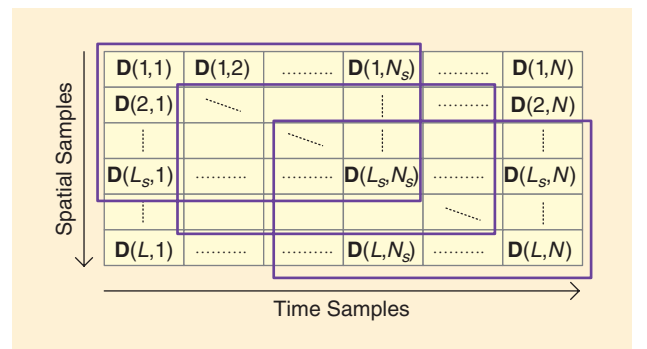 D(1,1) D(1,2) .......... D(1,Nₛ) .......... D(1,N)
D(2,1) .......... D(2,N)
D(Lₛ,1) .......... .......... D(Lₛ,Nₛ) .......... D(Lₛ,N)
D(L,1) .......... .......... D(L,Nₛ) .......... D(L,N)
Spatial Samples
Time Samples